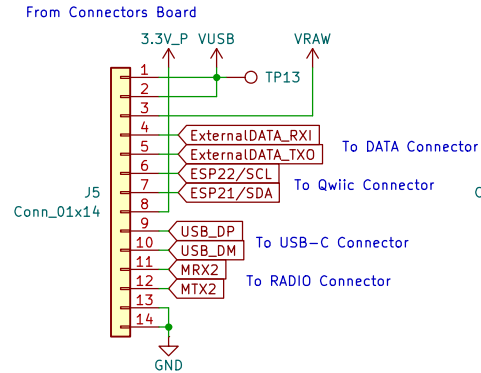 From Connectors Board
3.3V_P VUSB VRAW
1
TP13
2
3
4 ExternalDATA_RXI
To DATA Connector
5 ExternalDATA_TXO
6 ESP22/SCL
To Qwiic Connector
J5
7 ESP21/SDA
Conn_01x14
8
9 USB_DP
To USB-C Connector
10 USB_DM
11 MRX2
To RADIO Connector
12 MTX2
13
14
GND